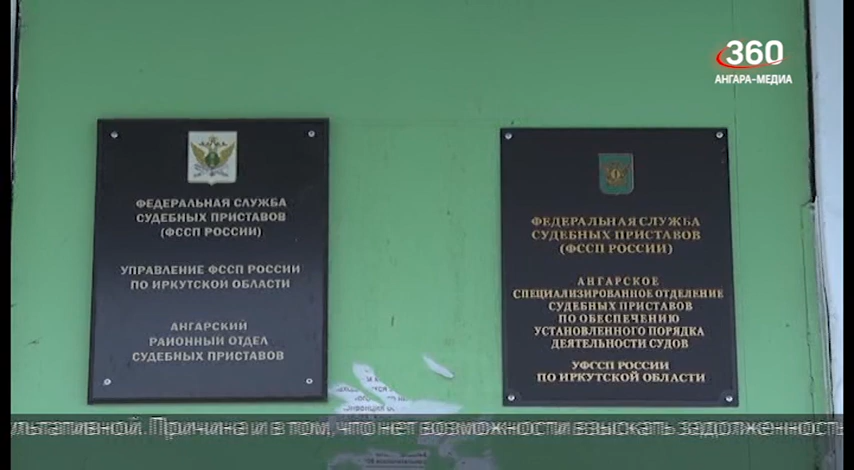 360
АНГАРА-МЕДИА
ФЕДЕРАЛЬНАЯ СЛУЖБА
СУДЕБНЫХ ПРИСТАВОВ
(ФССП РОССИИ)
УПРАВЛЕНИЕ ФССП РОССИИ
ПО ИРКУТСКОЙ ОБЛАСТИ
АНГАРСКИЙ
РАЙОННЫЙ ОТДЕЛ
СУДЕБНЫХ ПРИСТАВОВ
ФЕДЕРАЛЬНАЯ СЛУЖБА
СУДЕБНЫХ ПРИСТАВОВ
(ФССП РОССИИ)
АНГАРСКОЕ
СПЕЦИАЛИЗИРОВАННОЕ ОТДЕЛЕНИЕ
СУДЕБНЫХ ПРИСТАВОВ
ПО ОБЕСПЕЧЕНИЮ
УСТАНОВЛЕННОГО ПОРЯДКА
ДЕЯТЕЛЬНОСТИ СУДОВ
УФССП РОССИИ
ПО ИРКУТСКОЙ ОБЛАСТИ
ультативной. Причина и в том, что нет возможности взыскать задолженность